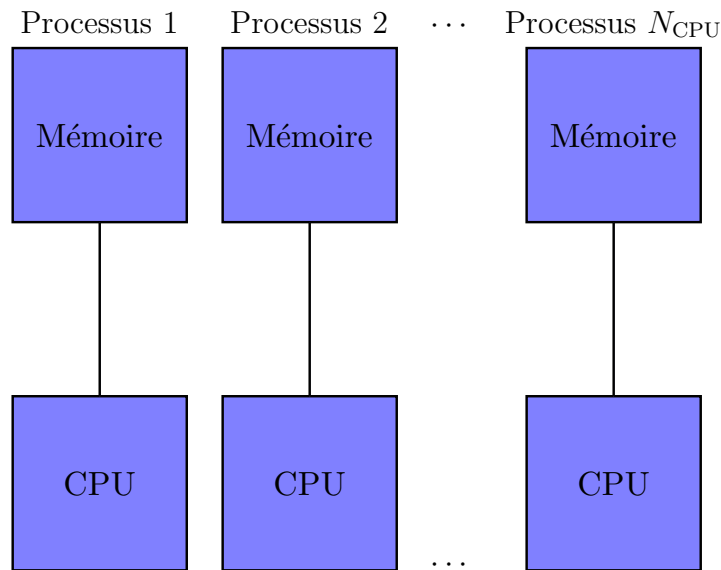 Processus 1 Processus 2 ··· Processus N_CPU
Mémoire Mémoire Mémoire
CPU CPU CPU
···